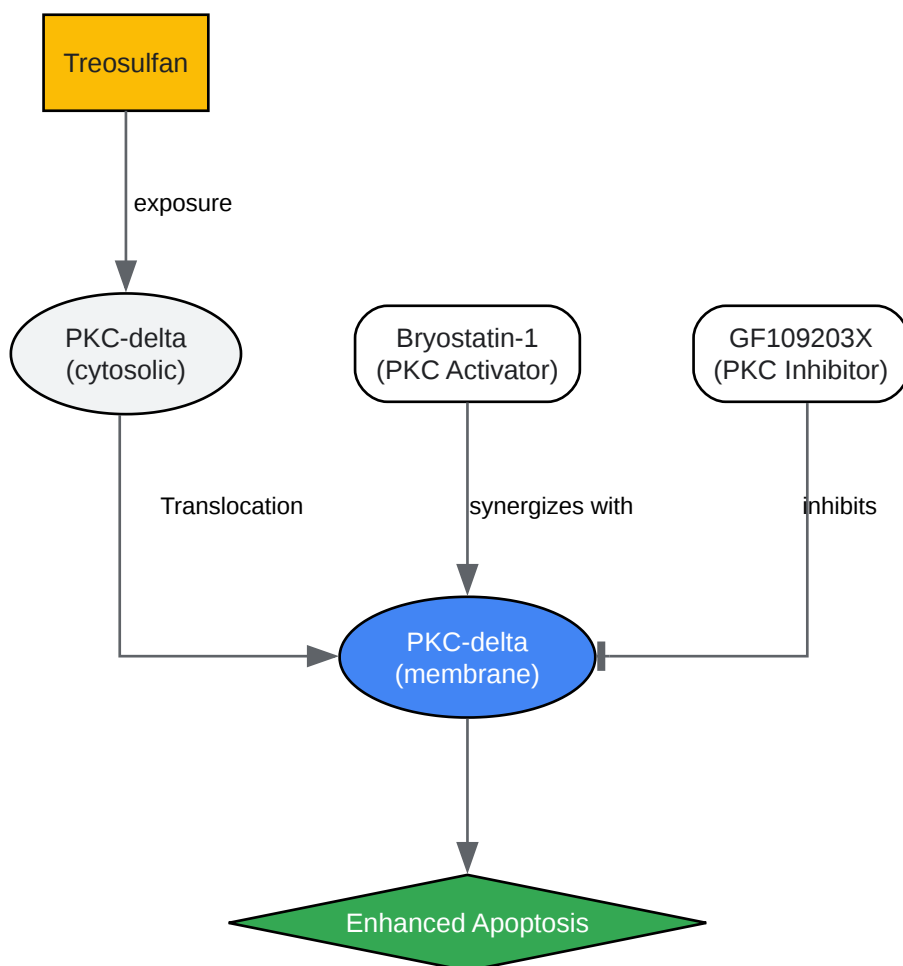 Treosulfan
exposure
PKC-delta
(cytosolic)
Bryostatin-1
(PKC Activator)
GF109203X
(PKC Inhibitor)
Translocation
synergizes with
inhibits
PKC-delta
(membrane)
Enhanced Apoptosis